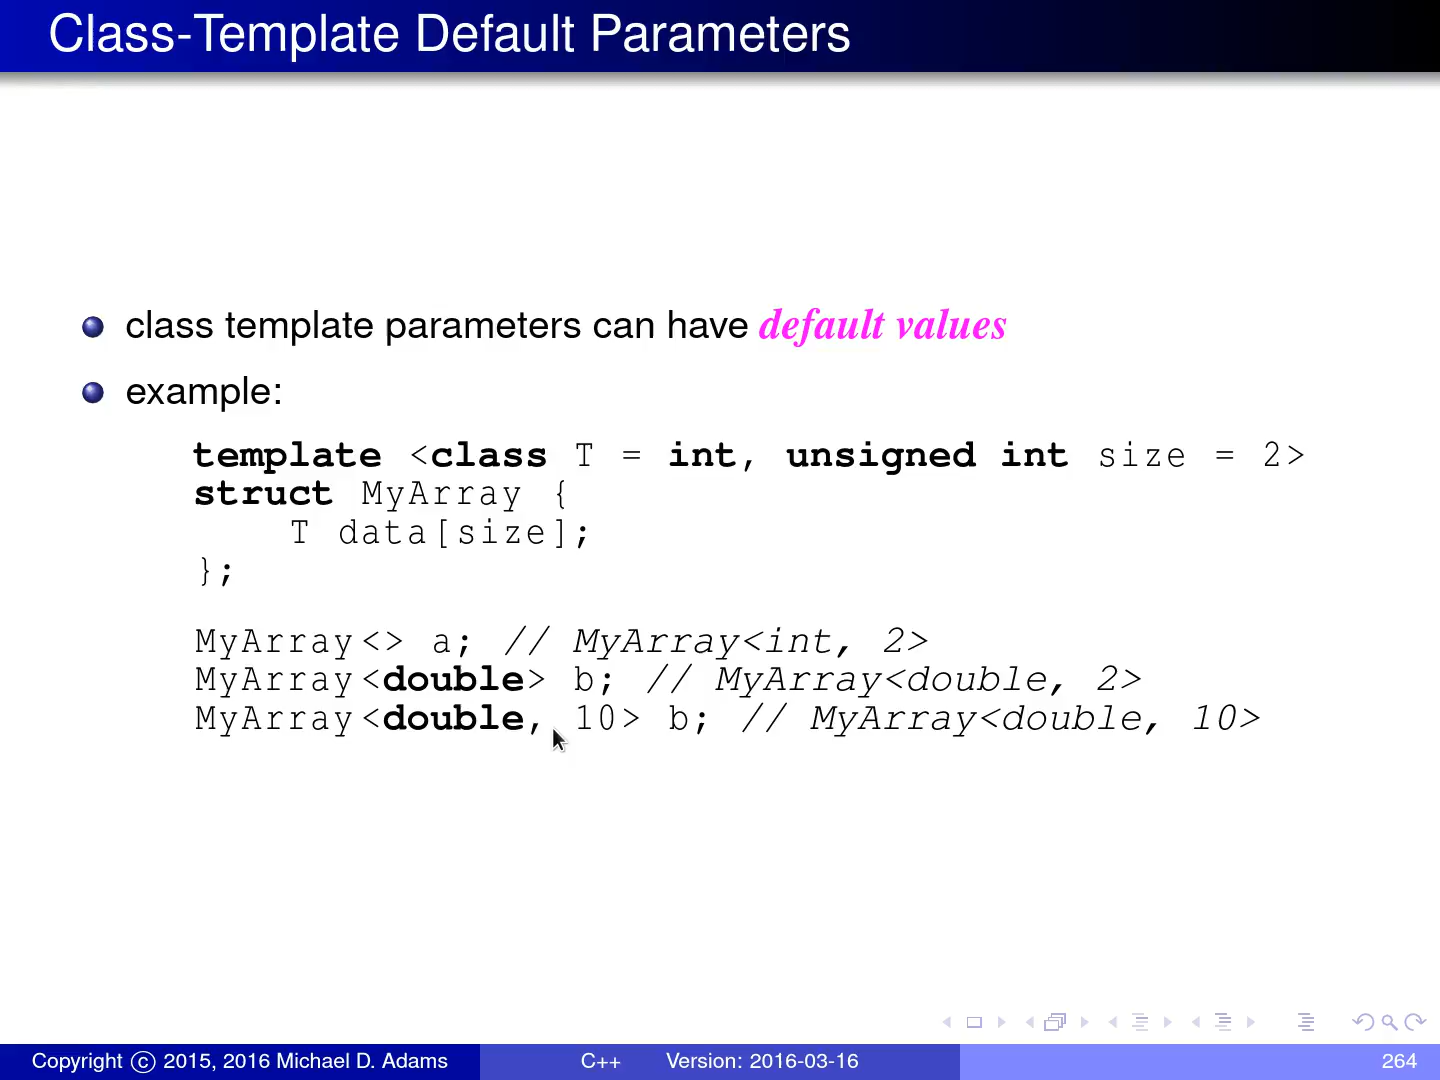 Class-Template Default Parameters
class template parameters can have default values
example:
template <class T = int, unsigned int size = 2>
struct MyArray {
    T data[size];
};
MyArray<> a; // MyArray<int, 2>
MyArray<double> b; // MyArray<double, 2>
MyArray<double, 10> b; // MyArray<double, 10>
Copyright © 2015, 2016 Michael D. Adams C++ Version: 2016-03-16 264